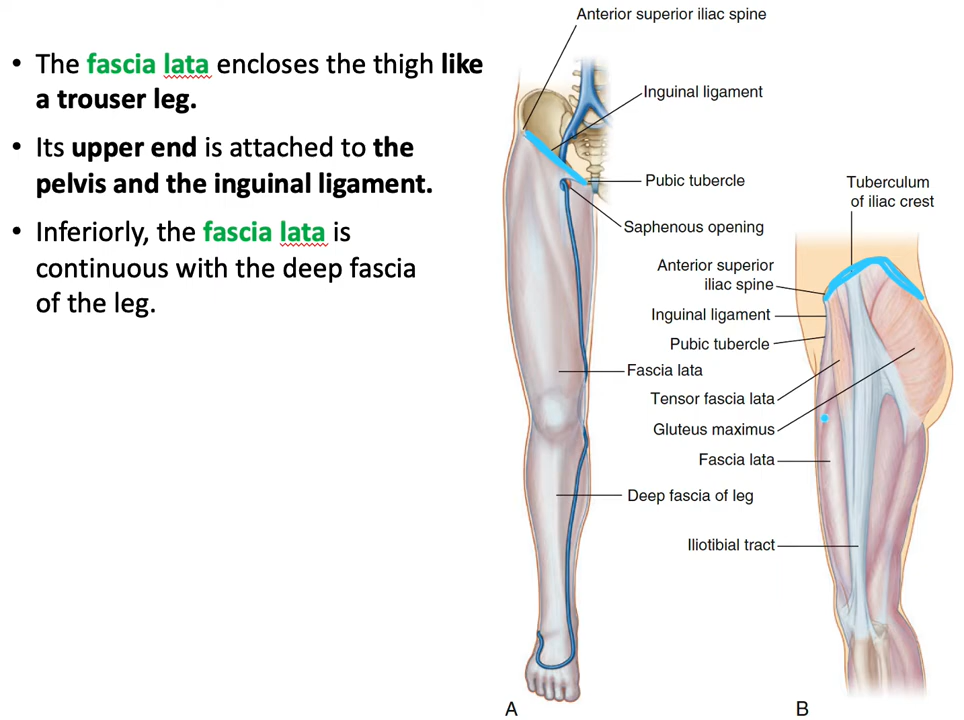 • The fascia lata encloses the thigh like
a trouser leg.
• Its upper end is attached to the
pelvis and the inguinal ligament.
• Inferiorly, the fascia lata is
continuous with the deep fascia
of the leg.
Anterior superior iliac spine
Inguinal ligament
Pubic tubercle
Saphenous opening
Fascia lata
Deep fascia of leg
A
Tuberculum
of iliac crest
Anterior superior
iliac spine
Inguinal ligament
Pubic tubercle
Tensor fascia lata
Gluteus maximus
Fascia lata
Iliotibial tract
B